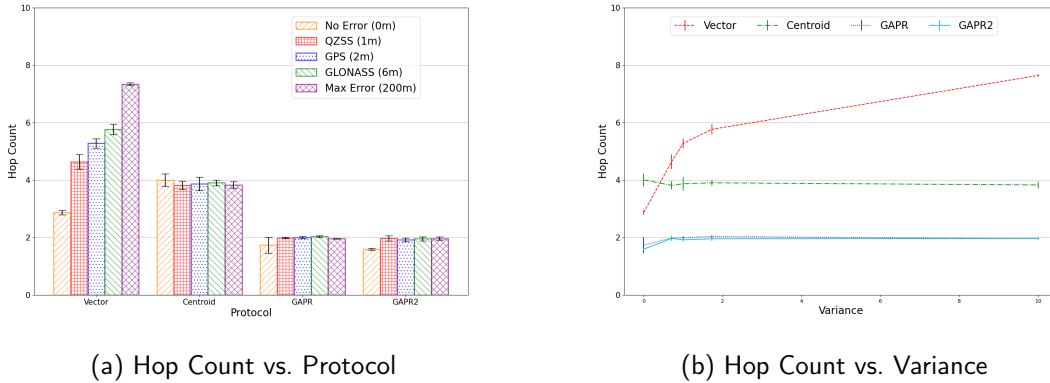 10
8
6
4
2
0
Hop Count
No Error (0m)
QZSS (1m)
GPS (2m)
GLONASS (6m)
Max Error (200m)
Vector
Centroid
GAPR
GAPR2
Protocol
(a) Hop Count vs. Protocol
10
8
6
4
2
0
Hop Count
Vector
Centroid
GAPR
GAPR2
0
2
4
6
8
10
Variance
(b) Hop Count vs. Variance